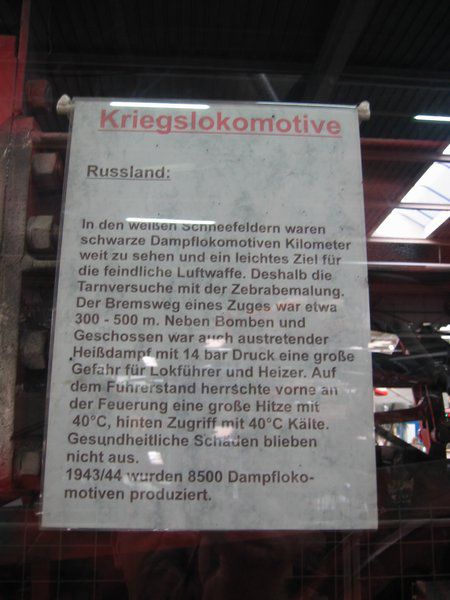 Kriegslokomotive
Russland:
In den weißen Schneefeldern waren
schwarze Dampflokomotiven Kilometer
weit zu sehen und ein leichtes Ziel für
die feindliche Luftwaffe. Deshalb die
Tarnversuche mit der Zebrabemalung.
Der Bremsweg eines Zuges war etwa
300 - 500 m. Neben Bomben und
Geschossen war auch austretender
Heißdampf mit 14 bar Druck eine große
Gefahr für Lokführer und Heizer. Auf
dem Führerstand herrschte vorne an
der Feuerung eine große Hitze mit
40°C, hinten Zugriff mit 40°C Kälte.
Gesundheitliche Schäden blieben
nicht aus.
1943/44 wurden 8500 Dampfloko-
motiven produziert.